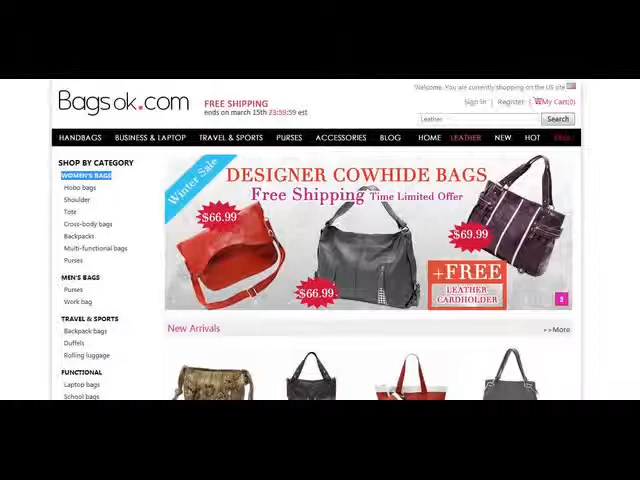 Welcome. You are currently shopping on the US site
Bagsok.com
FREE SHIPPING
ends on march 15th 23:59:59 est
Sign In | Register | My Cart(0)
Leather
Search
HANDBAGS BUSINESS & LAPTOP TRAVEL & SPORTS PURSES ACCESSORIES BLOG HOME LEATHER NEW HOT
SHOP BY CATEGORY
WOMEN'S BAGS
Hobo bags
Shoulder
Tote
Cross-body bags
Backpacks
Multi-functional bags
Purses
MEN'S BAGS
Purses
Work bag
TRAVEL & SPORTS
Backpack bags
Duffels
Rolling luggage
FUNCTIONAL
Laptop bags
School bags
Winter Sale
DESIGNER COWHIDE BAGS
Free Shipping Time Limited Offer
$66.99
$69.99
$66.99
+FREE
LEATHER
CARDHOLDER
New Arrivals
>>More